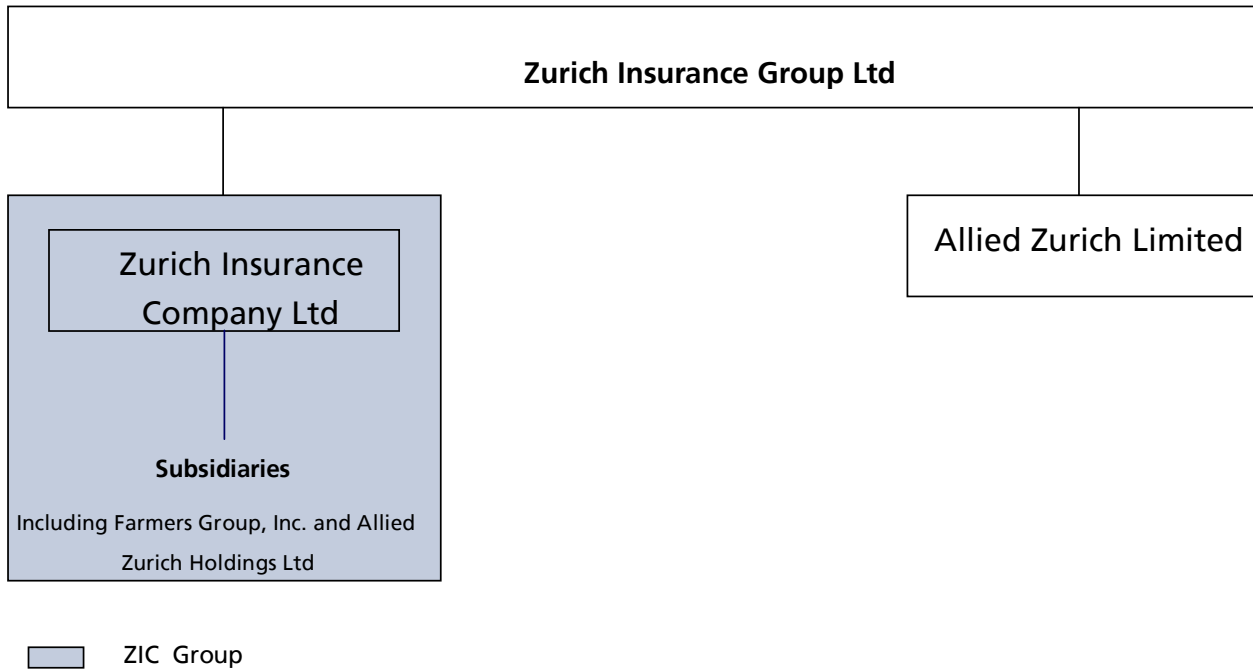 Zurich Insurance Group Ltd
Zurich Insurance
Company Ltd
Allied Zurich Limited
Subsidiaries
Including Farmers Group, Inc. and Allied
Zurich Holdings Ltd
ZIC Group